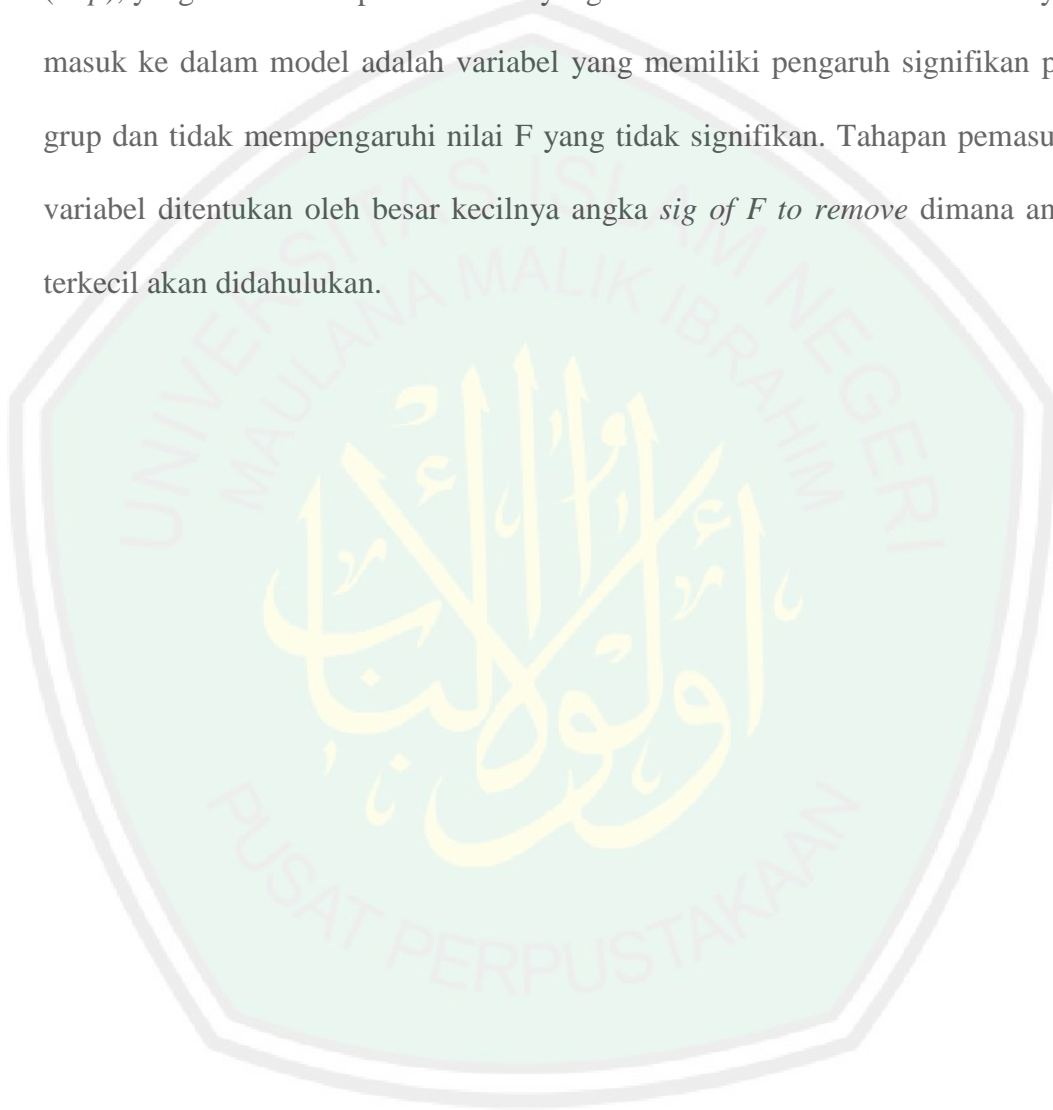 masuk ke dalam model adalah variabel yang memiliki pengaruh signifikan p
grup dan tidak mempengaruhi nilai F yang tidak signifikan. Tahapan pemasu
variabel ditentukan oleh besar kecilnya angka sig of F to remove dimana an
terkecil akan didahulukan.
UNIVERSITAS ISLAM NEGERI
MAULANA MALIK IBRAHIM
أولوا الألباب
PUSAT PERPUSTAKAAN